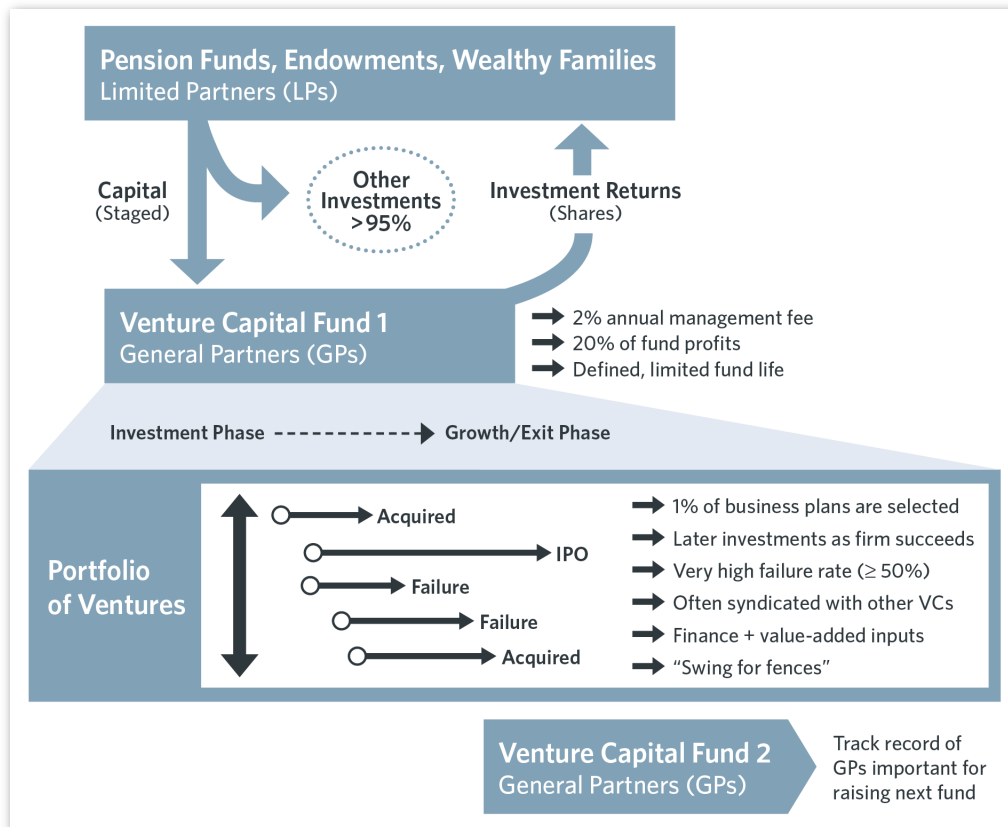 Pension Funds, Endowments, Wealthy Families
Limited Partners (LPs)
Capital
(Staged)
Other
Investments
>95%
Investment Returns
(Shares)
Venture Capital Fund 1
General Partners (GPs)
2% annual management fee
20% of fund profits
Defined, limited fund life
Investment Phase
Growth/Exit Phase
Portfolio
of Ventures
Acquired
IPO
Failure
Failure
Acquired
1% of business plans are selected
Later investments as firm succeeds
Very high failure rate (≥ 50%)
Often syndicated with other VCs
Finance + value-added inputs
“Swing for fences”
Venture Capital Fund 2
General Partners (GPs)
Track record of
GPs important for
raising next fund